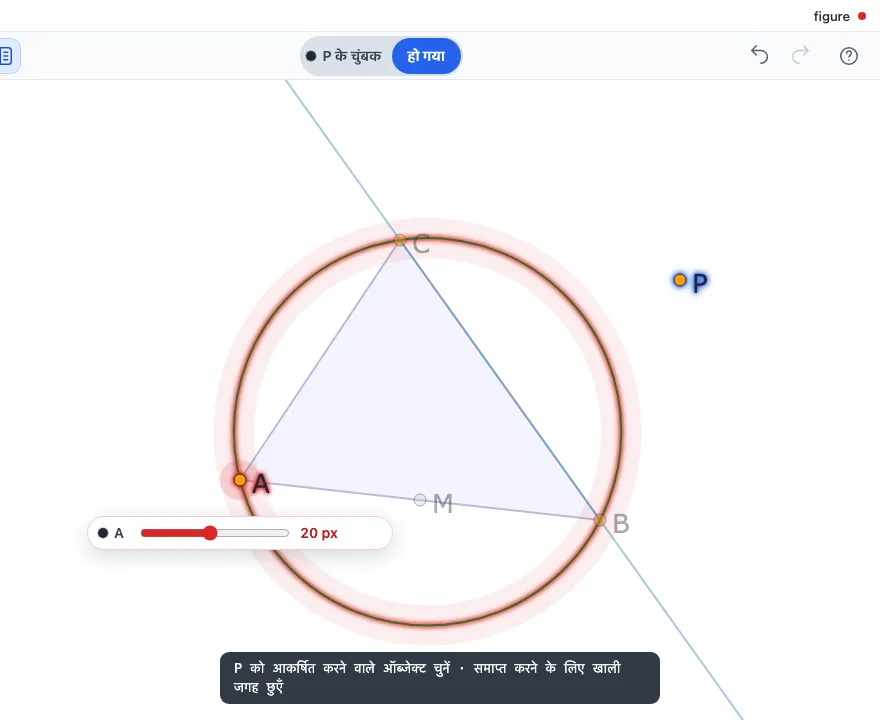 figure
P के चुंबक
हो गया
C
P
A
M
B
A
20 px
P को आकर्षित करने वाले ऑब्जेक्ट चुनें · समाप्त करने के लिए खाली
जगह छुएँ